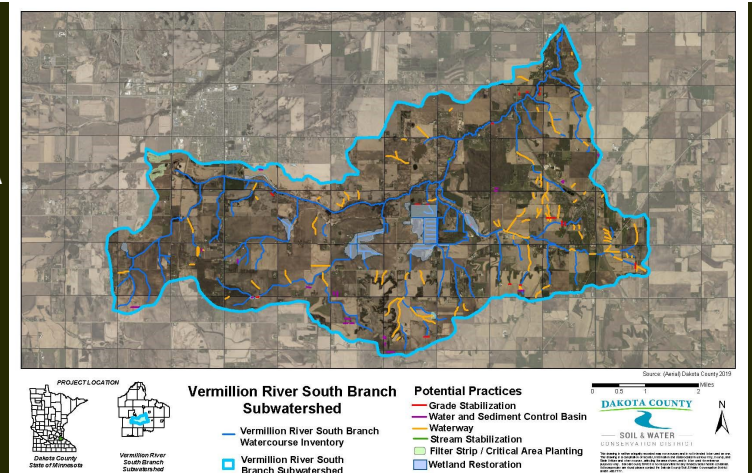 Source: (Aerial) Dakota County 2019
PROJECT LOCATION
Dakota County
State of Minnesota
Vermillion River
South Branch
Subwatershed
Vermillion River South Branch
Subwatershed
Vermillion River South Branch
Watercourse Inventory
Vermillion River South
Branch Subwatershed
Potential Practices
Grade Stabilization
Water and Sediment Control Basin
Waterway
Stream Stabilization
Filter Strip / Critical Area Planting
Wetland Restoration
Miles
0 0.5 1 2
DAKOTA COUNTY
SOIL & WATER
CONSERVATION DISTRICT
N